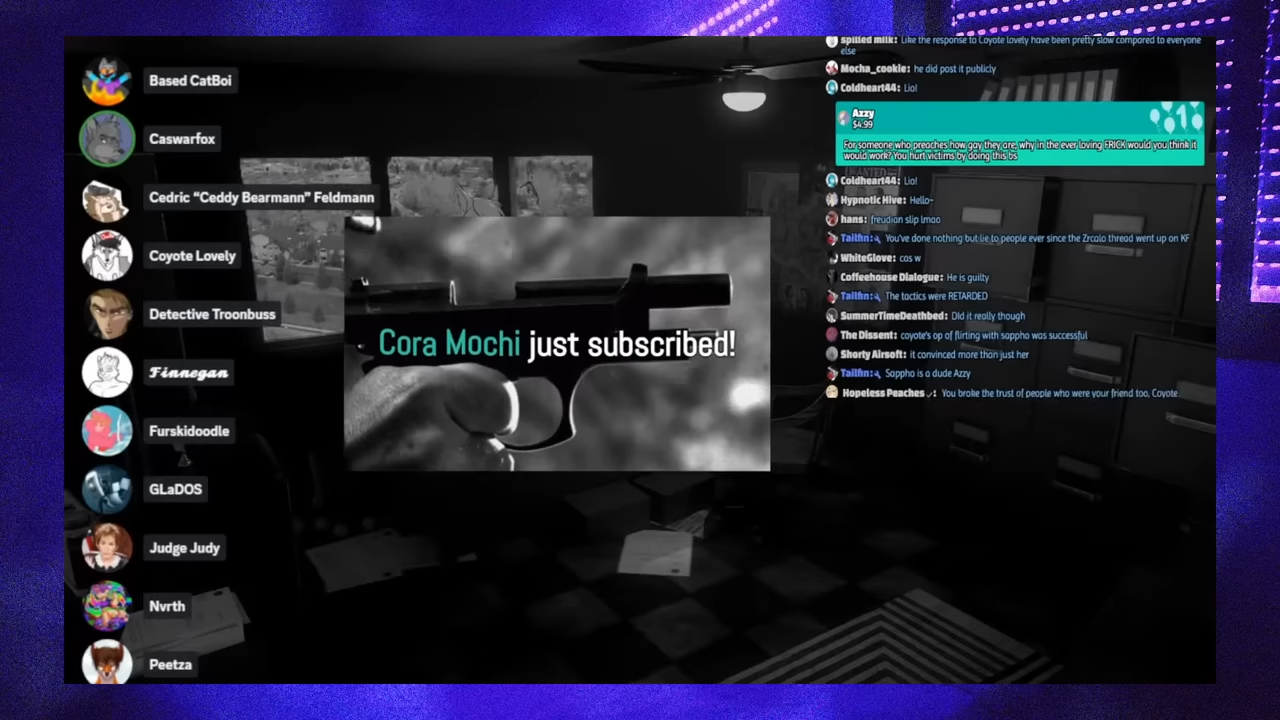 Based CatBoi
Caswarfox
Cedric “Ceddy Bearmann” Feldmann
Coyote Lovely
Detective Troonbuss
Finnegan
Furskidoodle
GLaDOS
Judge Judy
Nvrth
Peetza
Cora Mochi just subscribed!
spilled milk: Like the response to Coyote lovely have been pretty slow compared to everyone
else
Mocha_cookie: he did post it publicly
Coldheart44: Lio!
Azzy
$4.99
For someone who preaches how gay they are, why in the ever loving FRICK would you think it
would work? You hurt victims by doing this bs
Coldheart44: Lio!
Hypnotic Hive: Hello~
hans: freudian slip lmao
Tailfin: You've done nothing but lie to people ever since the Zrcalo thread went up on KF
WhiteGlove: cas w
Coffeehouse Dialogue: He is guilty
Tailfin: The tactics were RETARDED
SummerTimeDeathbed: Did it really though
The Dissent: coyote's op of flirting with sappho was successful
Shorty Airsoft: it convinced more than just her
Tailfin: Sappho is a dude Azzy
Hopeless Peaches: You broke the trust of people who were your friend too, Coyote